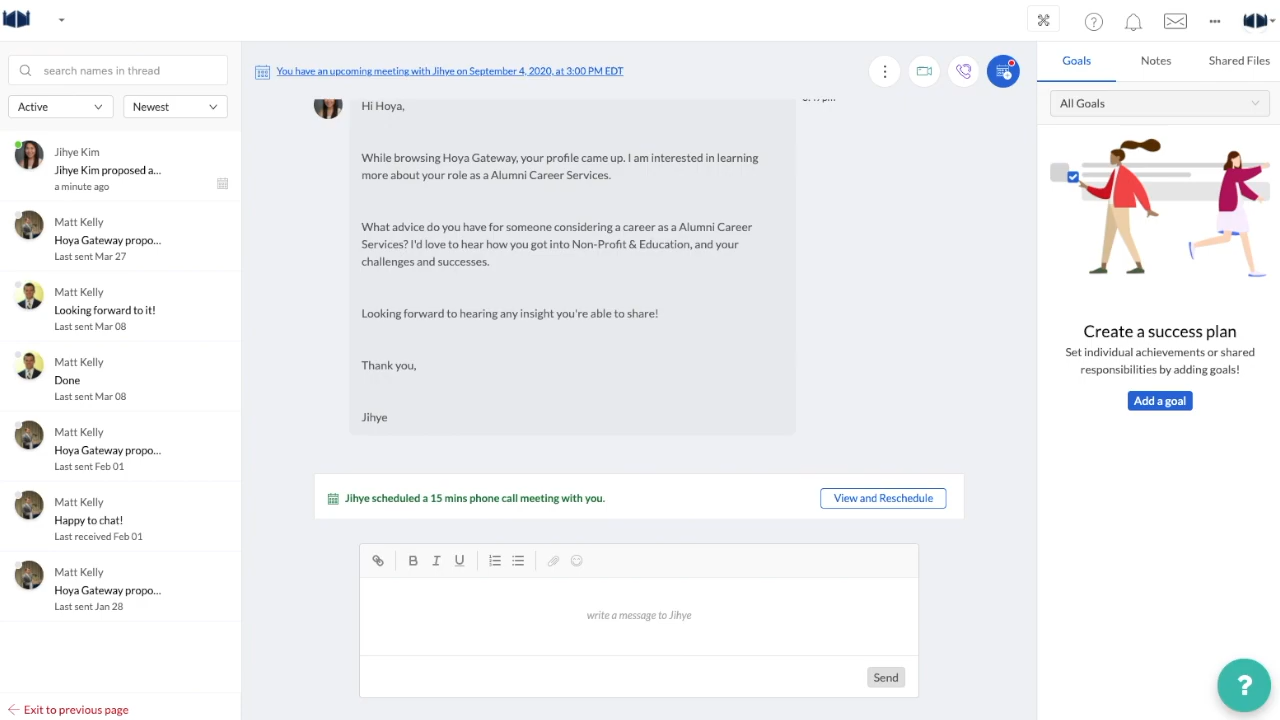 search names in thread
Active
Newest
Jihye Kim
Jihye Kim proposed a...
a minute ago
Matt Kelly
Hoya Gateway propo...
Last sent Mar 27
Matt Kelly
Looking forward to it!
Last sent Mar 08
Matt Kelly
Done
Last sent Mar 08
Matt Kelly
Hoya Gateway propo...
Last sent Feb 01
Matt Kelly
Happy to chat!
Last received Feb 01
Matt Kelly
Hoya Gateway propo...
Last sent Jan 28
Exit to previous page
You have an upcoming meeting with Jihye on September 4, 2020, at 3:00 PM EDT
Hi Hoya,
While browsing Hoya Gateway, your profile came up. I am interested in learning
more about your role as a Alumni Career Services.
What advice do you have for someone considering a career as a Alumni Career
Services? I'd love to hear how you got into Non-Profit & Education, and your
challenges and successes.
Looking forward to hearing any insight you're able to share!
Thank you,
Jihye
Jihye scheduled a 15 mins phone call meeting with you.
View and Reschedule
B I U
write a message to Jihye
Send
Goals
Notes
Shared Files
All Goals
Create a success plan
Set individual achievements or shared
responsibilities by adding goals!
Add a goal
?